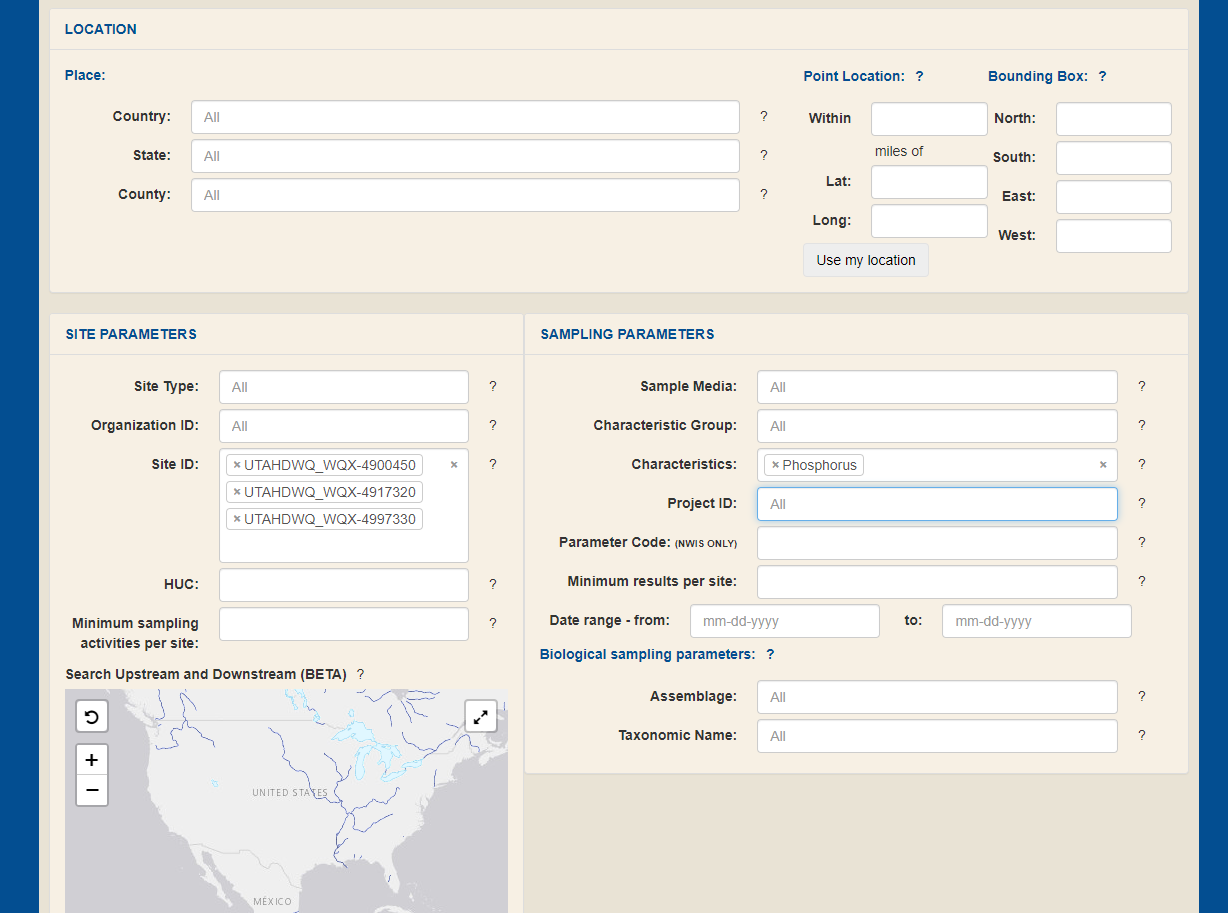 LOCATION
Place:
Country: All ?
State: All ?
County: All ?
Point Location: ?
Within
miles of
Lat:
Long:
Use my location
Bounding Box: ?
North:
South:
East:
West:
SITE PARAMETERS
Site Type: All ?
Organization ID: All ?
Site ID: × UTAHDWQ_WQX-4900450 × ?
× UTAHDWQ_WQX-4917320
× UTAHDWQ_WQX-4997330
HUC: ?
Minimum sampling ?
activities per site:
Search Upstream and Downstream (BETA) ?
+
−
UNITED STATES
MÉXICO
SAMPLING PARAMETERS
Sample Media: All ?
Characteristic Group: All ?
Characteristics: × Phosphorus × ?
Project ID: All ?
Parameter Code: (NWIS ONLY) ?
Minimum results per site: ?
Date range - from: mm-dd-yyyy to: mm-dd-yyyy
Biological sampling parameters: ?
Assemblage: All ?
Taxonomic Name: All ?